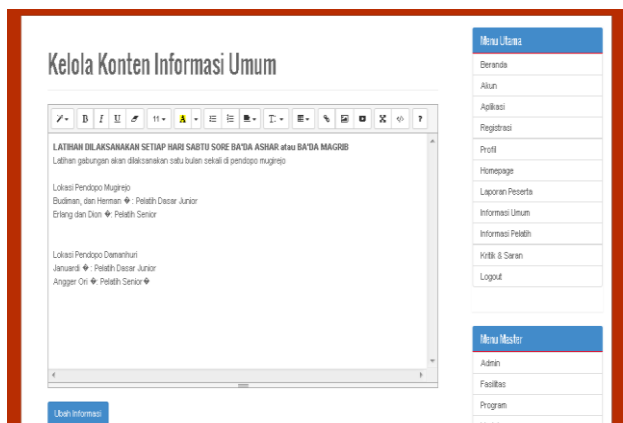 Kelola Konten Informasi Umum
B I U 11 A T: ?
LATIHAN DILAKSANAKAN SETIAP HARI SABTU SORE BA'DA ASHAR atau BA'DA MAGRIB
Latihan gabungan akan dilaksanakan satu bulan sekali di pendopo mugirejo
Lokasi Pendopo Mugirejo
Budiman, dan Herman �: Pelatih Dasar Junior
Erlang dan Dion �: Pelatih Senior
Lokasi Pendopo Damanhuri
Januardi �: Pelatih Dasar Junior
Angger Ori �: Pelatih Senior�
Ubah Informasi
Menu Utama
Beranda
Akun
Aplikasi
Registrasi
Profil
Homepage
Laporan Peserta
Informasi Umum
Informasi Pelatih
Kritik & Saran
Logout
Menu Master
Admin
Fasilitas
Program